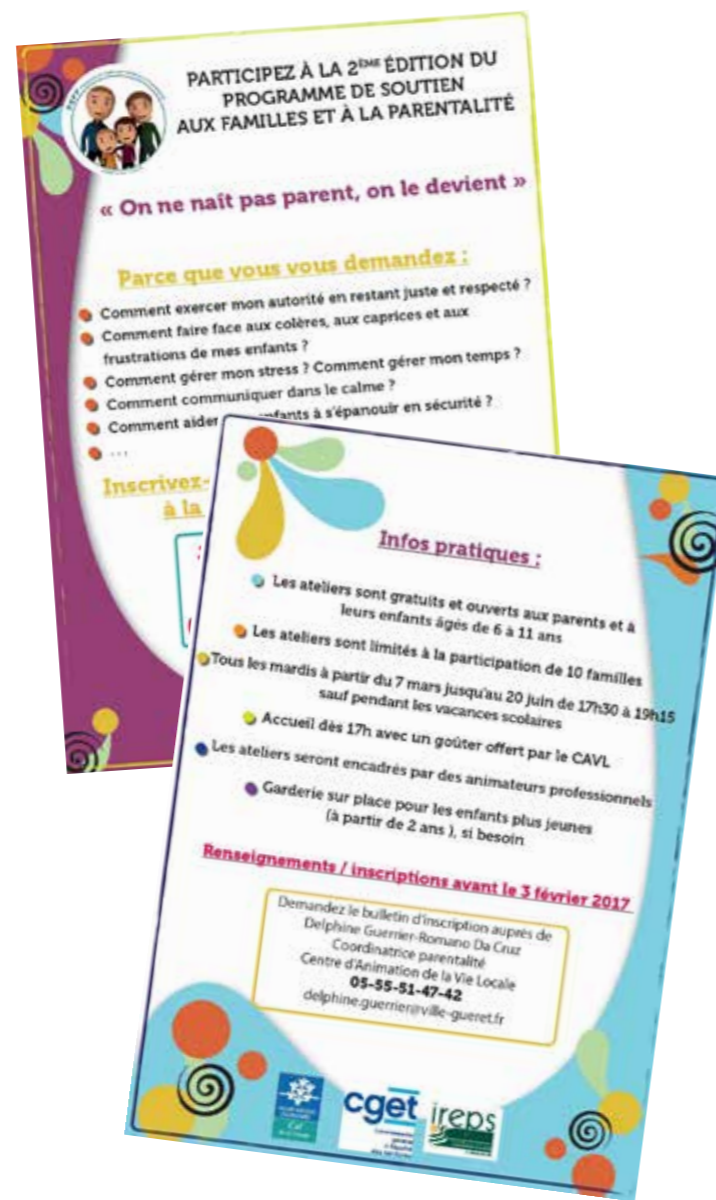 PARTICIPEZ À LA 2ÈME ÉDITION DU
PROGRAMME DE SOUTIEN
AUX FAMILLES ET À LA PARENTALITÉ
« On ne naît pas parent, on le devient »
Parce que vous vous demandez :
Comment exercer mon autorité en restant juste et respecté ?
Comment faire face aux colères, aux caprices et aux
frustrations de mes enfants ?
Comment gérer mon stress ? Comment gérer mon temps ?
Comment communiquer dans le calme ?
Comment aider enfants à s'épanouir en sécurité ?
...
Inscrivez-
à la
Infos pratiques :
Les ateliers sont gratuits et ouverts aux parents et à
leurs enfants âgés de 6 à 11 ans
Les ateliers sont limités à la participation de 10 familles
Tous les mardis à partir du 7 mars jusqu'au 20 juin de 17h30 à 19h15
sauf pendant les vacances scolaires
Accueil dès 17h avec un goûter offert par le CAVL
Les ateliers seront encadrés par des animateurs professionnels
Garderie sur place pour les enfants plus jeunes
(à partir de 2 ans ), si besoin
Renseignements / inscriptions avant le 3 février 2017
Demandez le bulletin d'inscription auprès de
Delphine Guerrier-Romano Da Cruz
Coordinatrice parentalité
Centre d'Animation de la Vie Locale
05-55-51-47-42
delphine.guerrier@ville-gueret.fr
cget
ireps